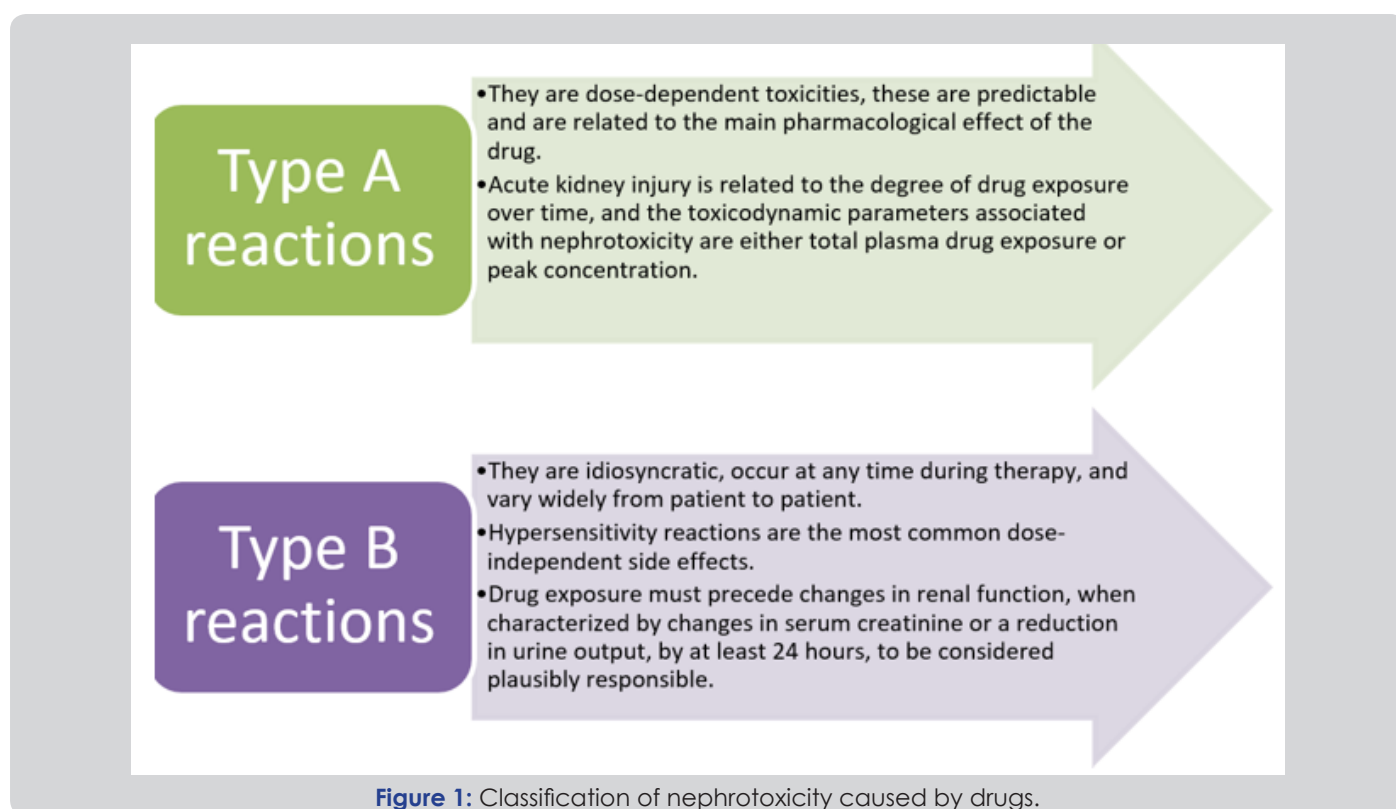 Type A
reactions
•They are dose-dependent toxicities, these are predictable
and are related to the main pharmacological effect of the
drug.
•Acute kidney injury is related to the degree of drug exposure
over time, and the toxicodynamic parameters associated
with nephrotoxicity are either total plasma drug exposure or
peak concentration.
Type B
reactions
•They are idiosyncratic, occur at any time during therapy, and
vary widely from patient to patient.
•Hypersensitivity reactions are the most common dose-
independent side effects.
•Drug exposure must precede changes in renal function, when
characterized by changes in serum creatinine or a reduction
in urine output, by at least 24 hours, to be considered
plausibly responsible.
Figure 1: Classification of nephrotoxicity caused by drugs.